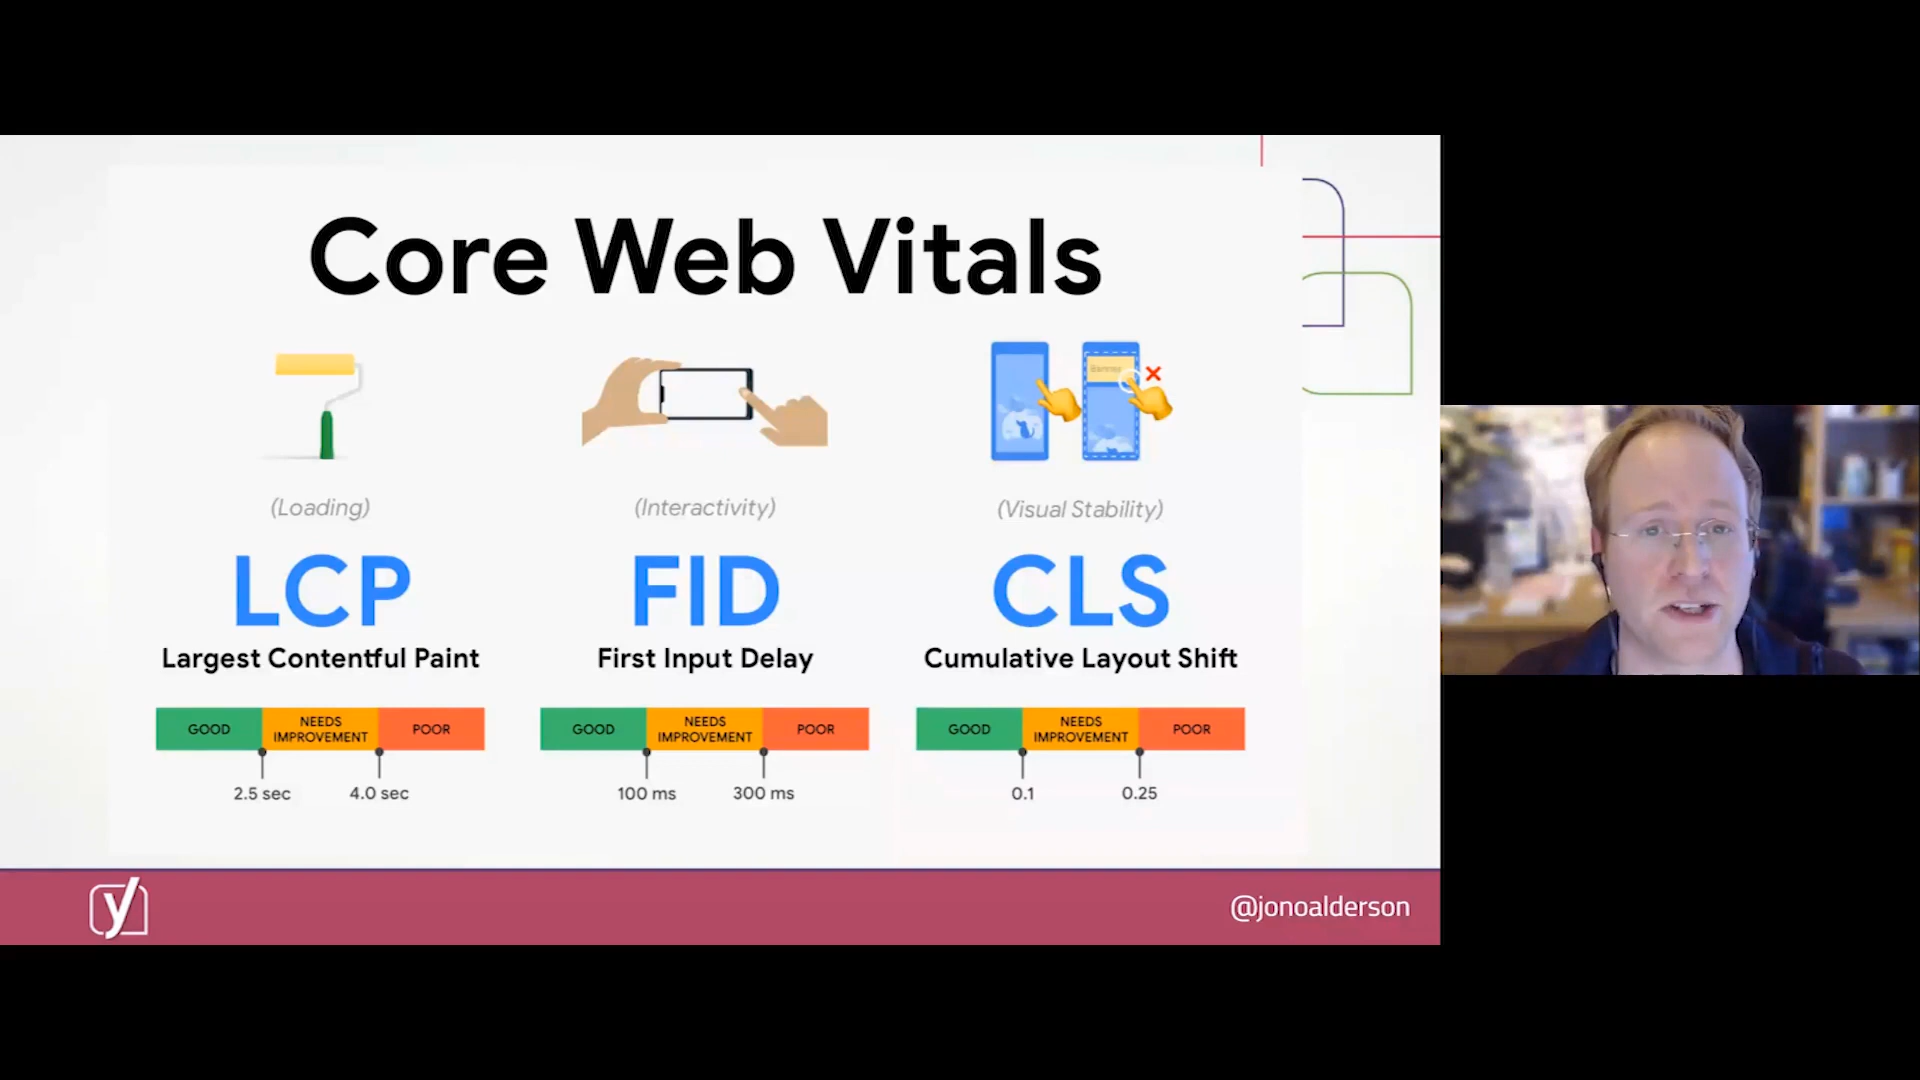 Core Web Vitals
(Loading)
(Interactivity)
(Visual Stability)
LCP
FID
CLS
Largest Contentful Paint
First Input Delay
Cumulative Layout Shift
GOOD
NEEDS
IMPROVEMENT
POOR
GOOD
NEEDS
IMPROVEMENT
POOR
GOOD
NEEDS
IMPROVEMENT
POOR
2.5 sec
4.0 sec
100 ms
300 ms
0.1
0.25
y
@jonoalderson